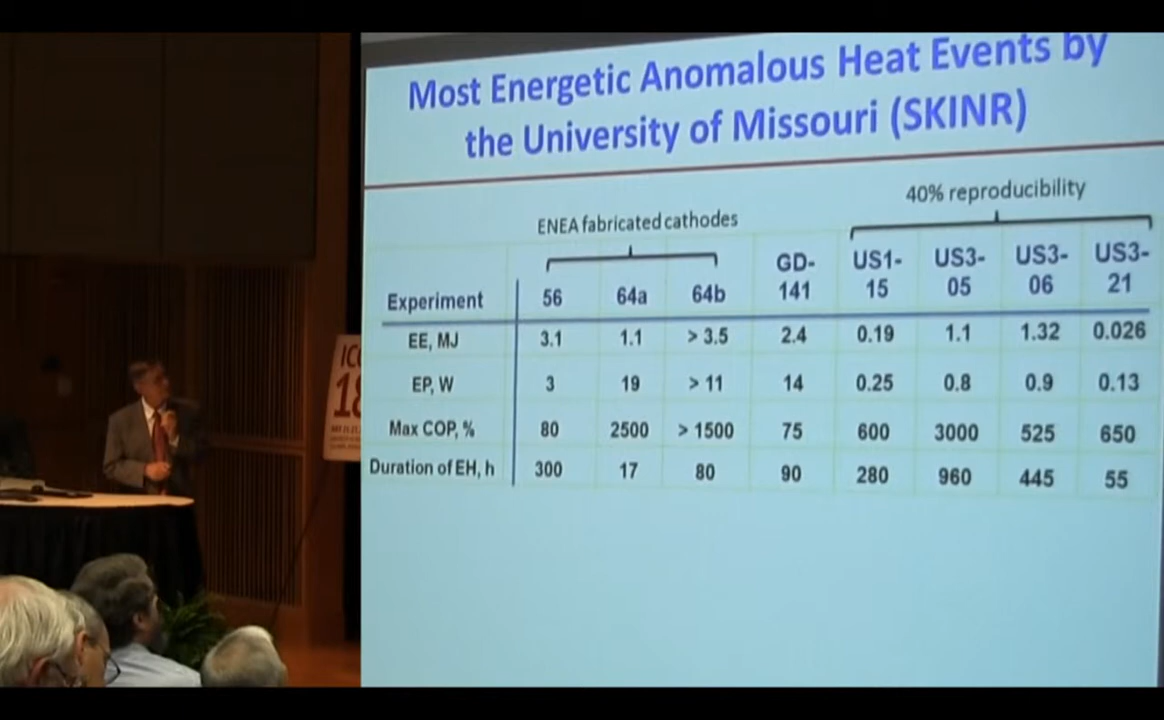 Most Energetic Anomalous Heat Events by
the University of Missouri (SKINR)
40% reproducibility
ENEA fabricated cathodes
Experiment 56 64a 64b GD-141 US1-15 US3-05 US3-06 US3-21
EE, MJ 3.1 1.1 > 3.5 2.4 0.19 1.1 1.32 0.026
EP, W 3 19 > 11 14 0.25 0.8 0.9 0.13
Max COP, % 80 2500 > 1500 75 600 3000 525 650
Duration of EH, h 300 17 80 90 280 960 445 55